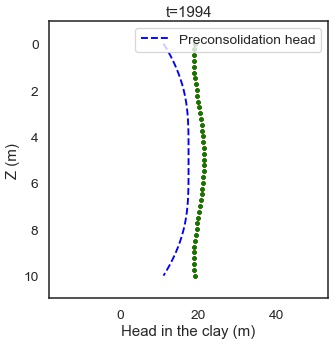 t=1994
Preconsolidation head
0
2
4
6
8
10
Z (m)
0 20 40
Head in the clay (m)